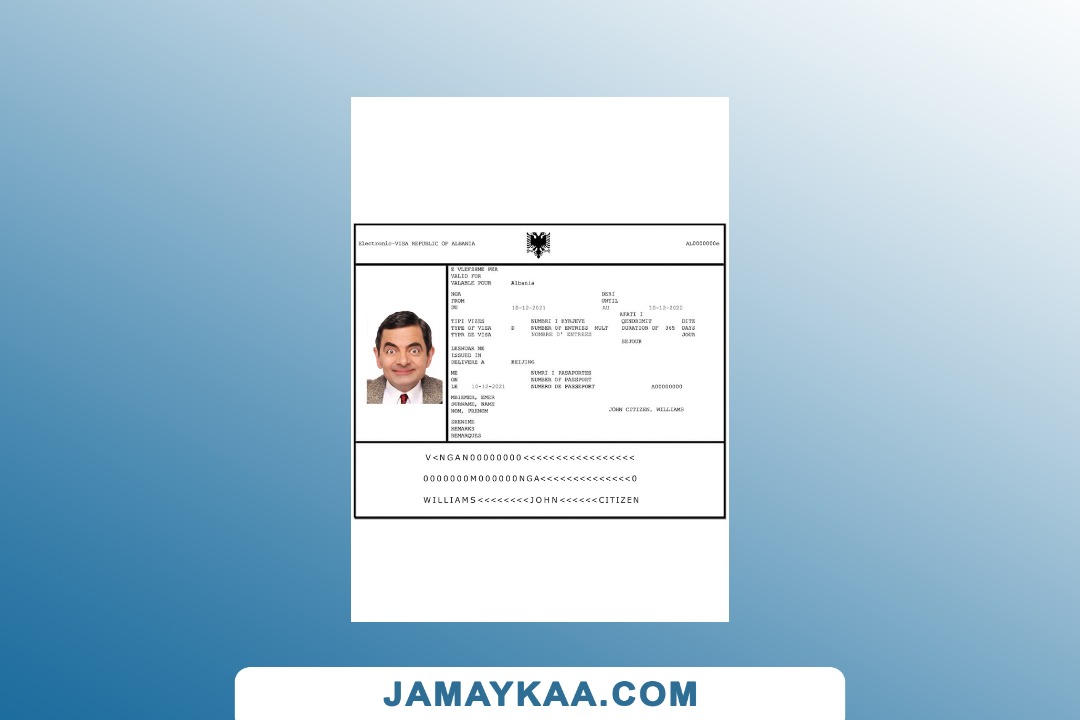 Electronic-VISA REPUBLIC OF ALBANIA
AL0000000e
E VLEFSHME PER
VALID FOR
VALABLE POUR Albania
NGA DERI
FROM UNTIL
DU 10-12-2021 AU 10-12-2022
AFATI I
TIPI VIZES NUMRI I HYRJEVE QENDRIMIT DITE
TYPE OF VISA NUMBER OF ENTRIES MULT DURATION OF 365 DAYS
TYPE DE VISA NOMBRE D' ENTREES JOUR
SEJOUR
LESHUAR ME
ISSUED IN
DELIVERE A BEIJING
ME NUMRI I PASAPORTES
ON NUMBER OF PASSPORT
LE 10-12-2021 NUMERO DE PASSEPORT A00000000
MBIEMER, EMER
SURNAME, NAME
NOM, PRENOM JOHN CITIZEN, WILLIAMS
SHENIME
REMARKS
REMARQUES
V<NGAN00000000<<<<<<<<<<<<<<<<<
0000000M000000NGA<<<<<<<<<<<<<<0
WILLIAMS<<<<<<<<JOHN<<<<<<CITIZEN
JAMAYKAA.COM